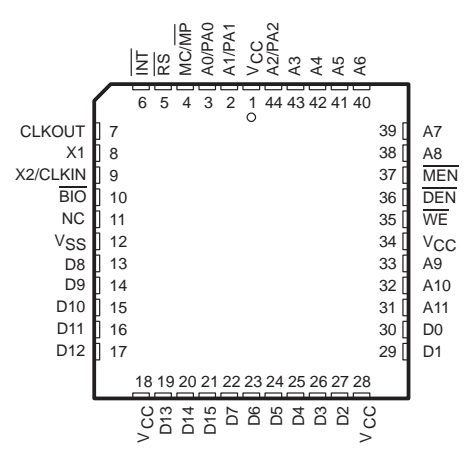 INT
RS
MC/MP
A0/PA0
A1/PA1
VCC
A2/PA2
A3
A4
A5
A6
6 5 4 3 2 1 44 43 42 41 40
CLKOUT 7
X1 8
X2/CLKIN 9
BIO 10
NC 11
VSS 12
D8 13
D9 14
D10 15
D11 16
D12 17
39 A7
38 A8
37 MEN
36 DEN
35 WE
34 VCC
33 A9
32 A10
31 A11
30 D0
29 D1
18 19 20 21 22 23 24 25 26 27 28
VCC
D13
D14
D15
D7
D6
D5
D4
D3
D2
VCC